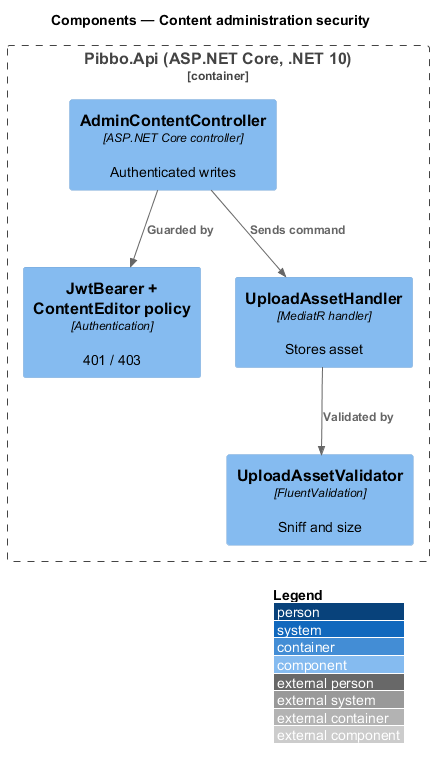 Components — Content administration security
Pibbo.Api (ASP.NET Core, .NET 10)
[container]
AdminContentController
[ASP.NET Core controller]
Authenticated writes
Guarded by
Sends command
JwtBearer +
ContentEditor policy
[Authentication]
401 / 403
UploadAssetHandler
[MediatR handler]
Stores asset
Validated by
UploadAssetValidator
[FluentValidation]
Sniff and size
Legend
person
system
container
component
external person
external system
external container
external component